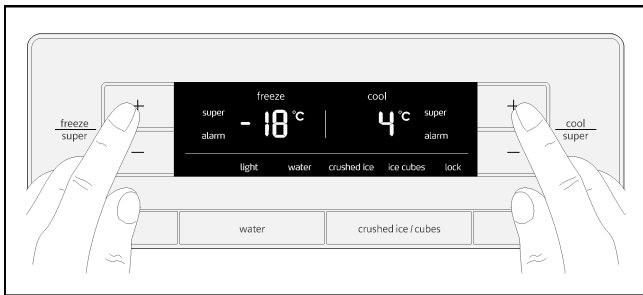 freeze
super
+
−
freeze cool
super - 18 °C 4 °C super
alarm alarm
light water crushed ice ice cubes lock
+
−
cool
super
water crushed ice / cubes